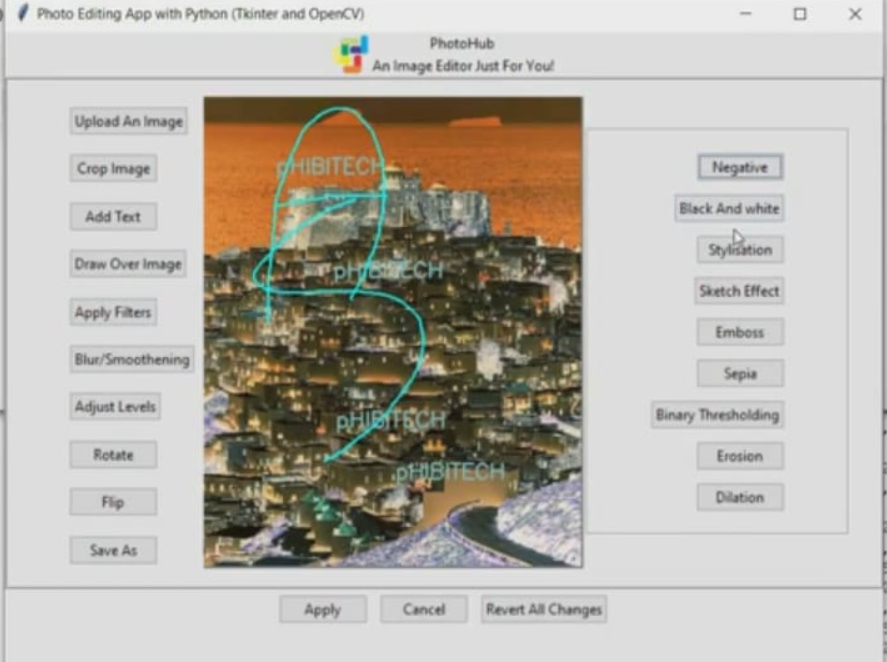 Photo Editing App with Python (Tkinter and OpenCV)
PhotoHub
An Image Editor Just For You!
Upload An Image
Crop Image
Add Text
Draw Over Image
Apply Filters
Blur/Smoothening
Adjust Levels
Rotate
Flip
Save As
pHIBITECH
pHIBITECH
pHIBITECH
pHIBITECH
Negative
Black And white
Stylisation
Sketch Effect
Emboss
Sepia
Binary Thresholding
Erosion
Dilation
Apply
Cancel
Revert All Changes